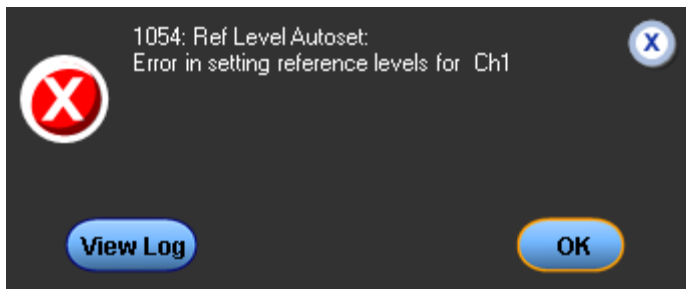 1054: Ref Level Autoset:
Error in setting reference levels for Ch1
X
X
View Log
OK